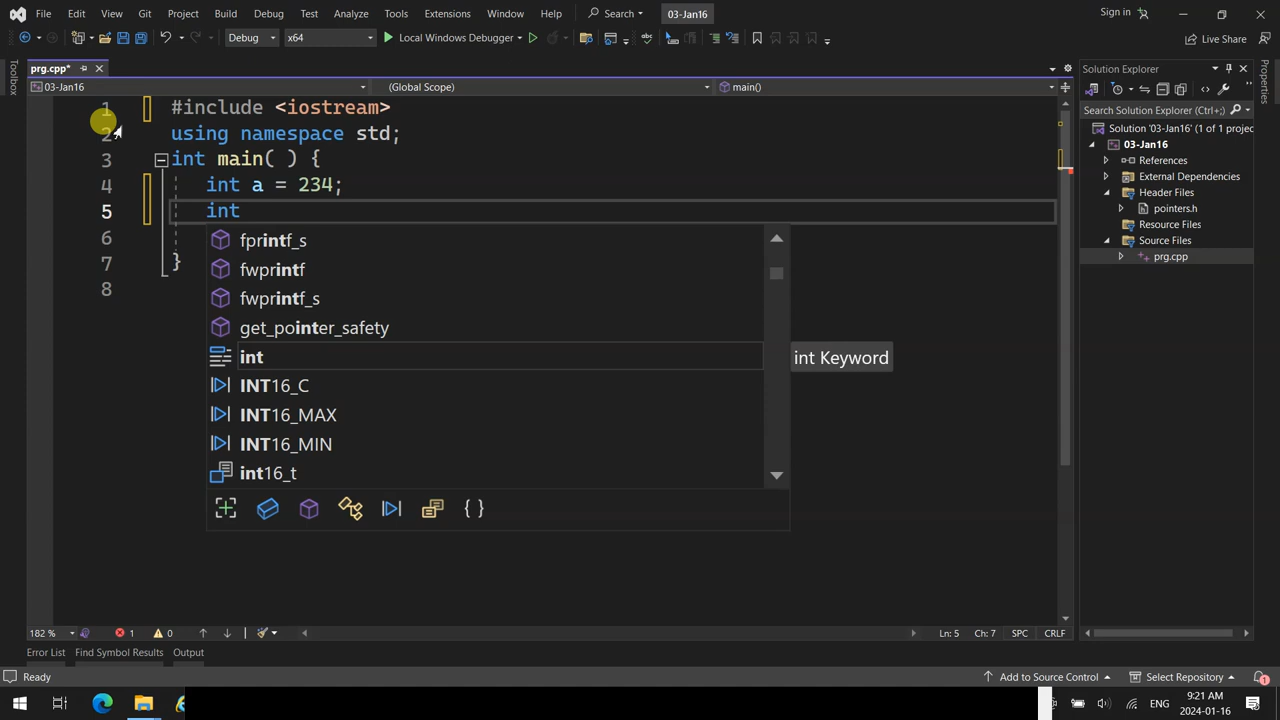 File Edit View Git Project Build Debug Test Analyze Tools Extensions Window Help Search 03-Jan16 Sign in
Debug x64 Local Windows Debugger Live Share
Toolbox
prg.cpp*
03-Jan16 (Global Scope) main()
1 #include <iostream>
2 using namespace std;
3 int main( ) {
4 int a = 234;
5 int
6
7 }
8
fprintf_s
fwprintf
fwprintf_s
get_pointer_safety
int
int Keyword
INT16_C
INT16_MAX
INT16_MIN
int16_t
{ }
182 % 1 0 Ln: 5 Ch: 7 SPC CRLF
Solution Explorer
Search Solution Explorer (Ctrl+;)
Solution '03-Jan16' (1 of 1 projec
03-Jan16
References
External Dependencies
Header Files
pointers.h
Resource Files
Source Files
prg.cpp
Properties
Error List Find Symbol Results Output
Ready Add to Source Control Select Repository 1
ENG 9:21 AM
2024-01-16